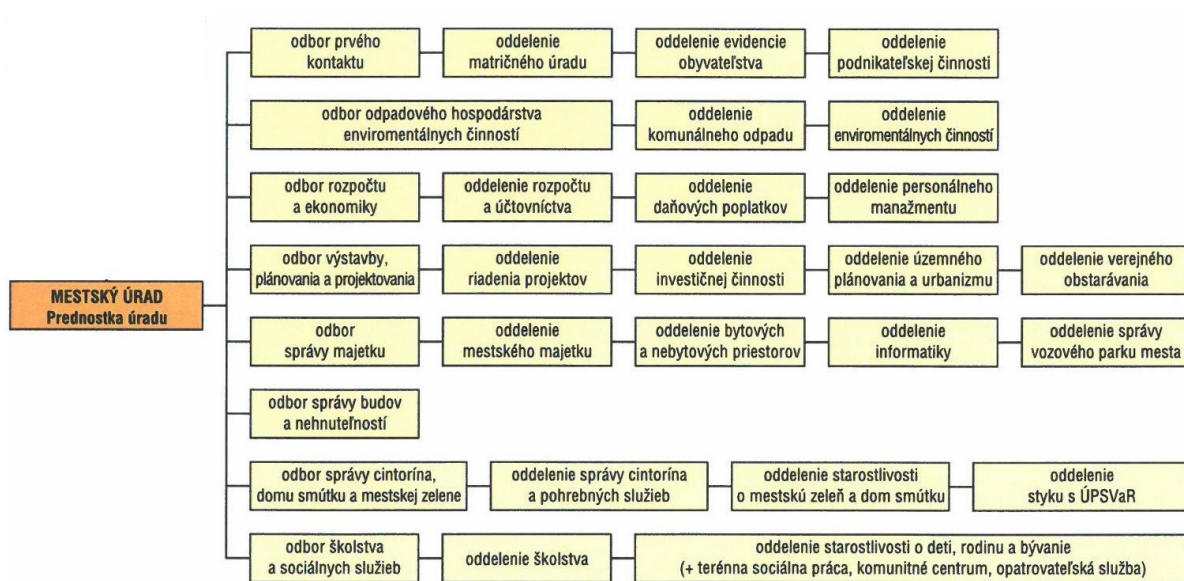 odbor prvého
kontaktu
oddelenie
matričného úradu
oddelenie evidencie
obyvateľstva
oddelenie
podnikateľskej činnosti
odbor odpadového hospodárstva
enviromentálnych činností
oddelenie
komunálneho odpadu
oddelenie
enviromentálnych činností
odbor rozpočtu
a ekonomiky
oddelenie rozpočtu
a účtovníctva
oddelenie
daňových poplatkov
oddelenie personálneho
manažmentu
odbor výstavby,
plánovania a projektovania
oddelenie
riadenia projektov
oddelenie
investičnej činnosti
oddelenie územného
plánovania a urbanizmu
oddelenie verejného
obstarávania
MESTSKÝ ÚRAD
Prednostka úradu
odbor
správy majetku
oddelenie
mestského majetku
oddelenie bytových
a nebytových priestorov
oddelenie
informatiky
oddelenie správy
vozového parku mesta
odbor správy budov
a nehnuteľností
odbor správy cintorína,
domu smútku a mestskej zelene
oddelenie správy cintorína
a pohrebných služieb
oddelenie starostlivosti
o mestskú zeleň a dom smútku
oddelenie
styku s ÚPSVaR
odbor školstva
a sociálnych služieb
oddelenie školstva
oddelenie starostlivosti o deti, rodinu a bývanie
(+ terénna sociálna práca, komunitné centrum, opatrovateľská služba)